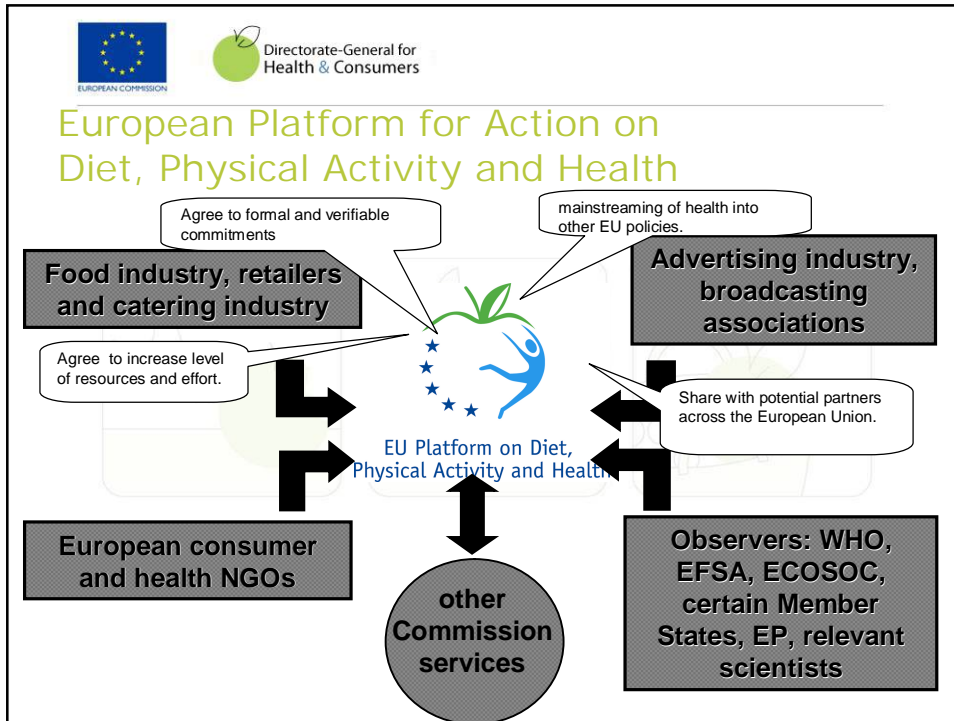 EUROPEAN COMMISSION
Directorate-General for
Health & Consumers
European Platform for Action on
Diet, Physical Activity and Health
Agree to formal and verifiable
commitments
mainstreaming of health into
other EU policies.
Food industry, retailers
and catering industry
Advertising industry,
broadcasting
associations
Agree to increase level
of resources and effort.
Share with potential partners
across the European Union.
EU Platform on Diet,
Physical Activity and Health
European consumer
and health NGOs
other
Commission
services
Observers: WHO,
EFSA, ECOSOC,
certain Member
States, EP, relevant
scientists